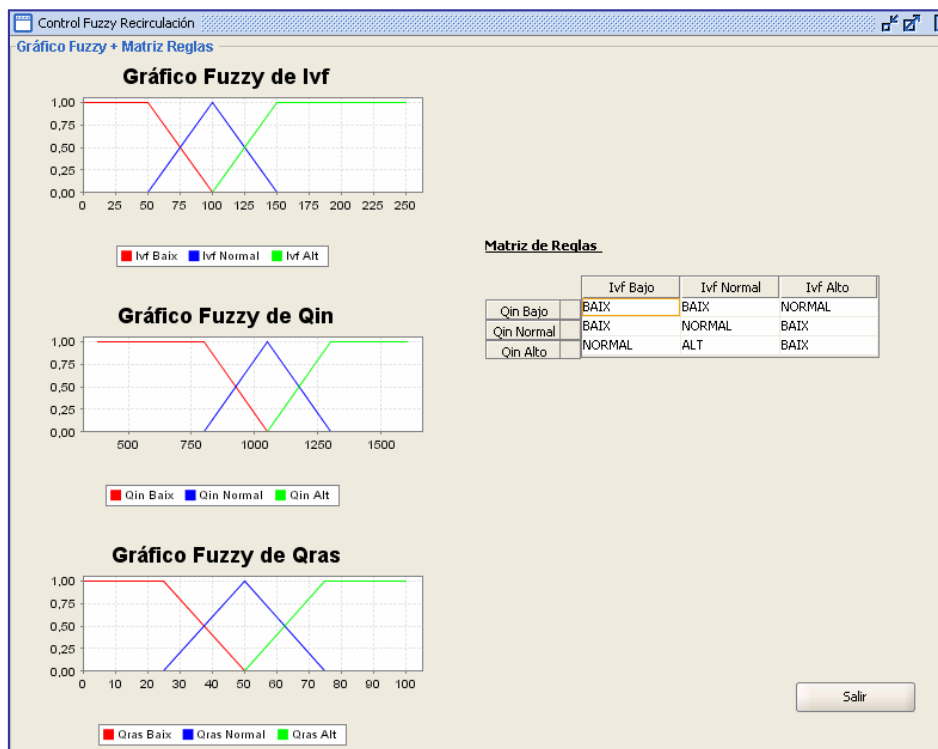 Control Fuzzy Recirculación
Gráfico Fuzzy + Matriz Reglas
Gráfico Fuzzy de Ivf
1,00
0,75
0,50
0,25
0,00
0 25 50 75 100 125 150 175 200 225 250
Ivf Baix Ivf Normal Ivf Alt
Gráfico Fuzzy de Qin
1,00
0,75
0,50
0,25
0,00
500 750 1000 1250 1500
Qin Baix Qin Normal Qin Alt
Gráfico Fuzzy de Qras
1,00
0,75
0,50
0,25
0,00
0 10 20 30 40 50 60 70 80 90 100
Qras Baix Qras Normal Qras Alt
Matriz de Reglas
Ivf Bajo Ivf Normal Ivf Alto
Qin Bajo BAIX BAIX NORMAL
Qin Normal BAIX NORMAL BAIX
Qin Alto NORMAL ALT BAIX
Salir